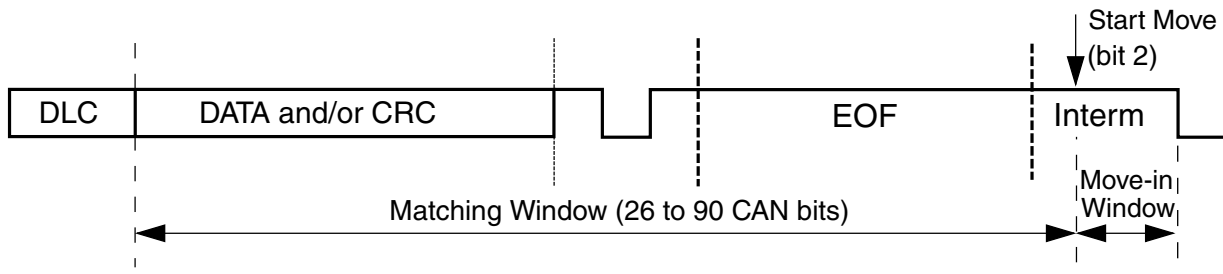 Start Move
(bit 2)
DLC
DATA and/or CRC
EOF
Interm
Move-in
Window
Matching Window (26 to 90 CAN bits)